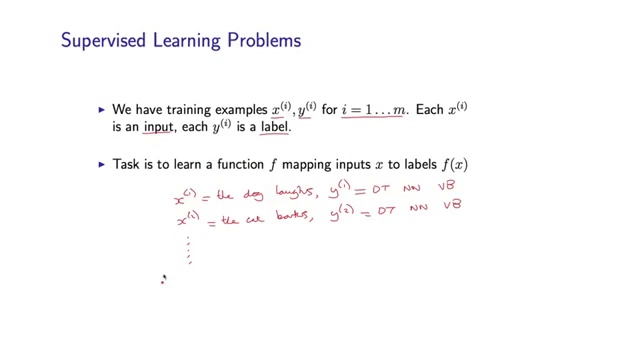 Supervised Learning Problems
▶ We have training examples x^(i), y^(i) for i = 1 . . . m. Each x^(i)
is an input, each y^(i) is a label.
▶ Task is to learn a function f mapping inputs x to labels f(x)
x^(1) = the dog laughs, y^(1) = DT NN VB
x^(2) = the cat barks, y^(2) = DT NN VB